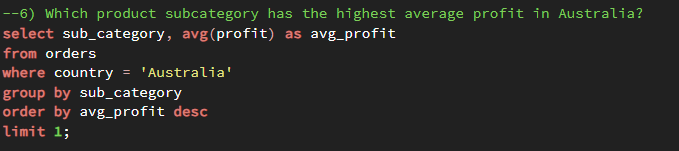 --6) Which product subcategory has the highest average profit in Australia?
select sub_category, avg(profit) as avg_profit
from orders
where country = 'Australia'
group by sub_category
order by avg_profit desc
limit 1;